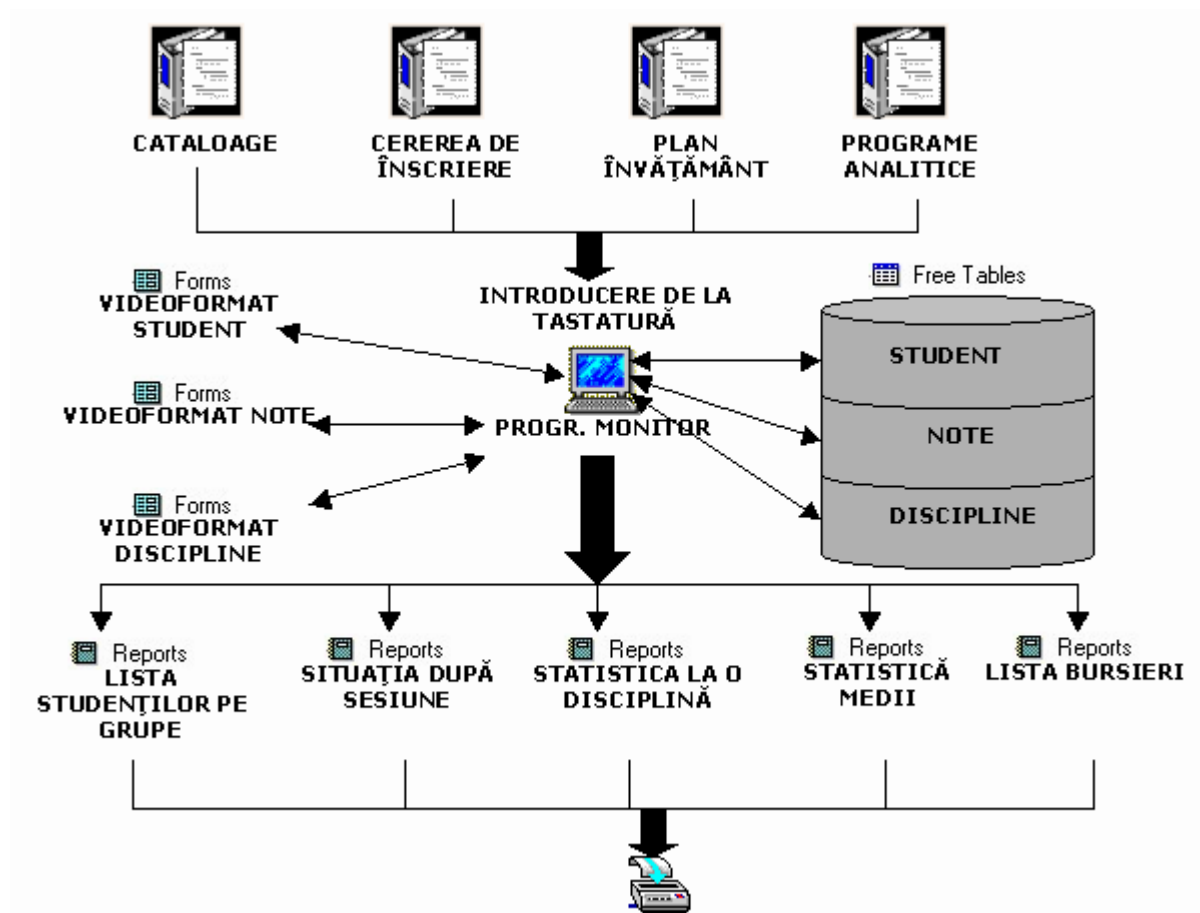 CATALOAGE
CEREREA DE
ÎNSCRIERE
PLAN
ÎNVĂŢĂMÂNT
PROGRAME
ANALITICE
Forms
VIDEOFORMAT
STUDENT
INTRODUCERE DE LA
TASTATURĂ
Free Tables
STUDENT
Forms
VIDEOFORMAT NOTE
PROGR. MONITOR
NOTE
Forms
VIDEOFORMAT
DISCIPLINE
DISCIPLINE
Reports
LISTA
STUDENŢILOR PE
GRUPE
Reports
SITUAŢIA DUPĂ
SESIUNE
Reports
STATISTICA LA O
DISCIPLINĂ
Reports
STATISTICĂ
MEDII
Reports
LISTA BURSIERI